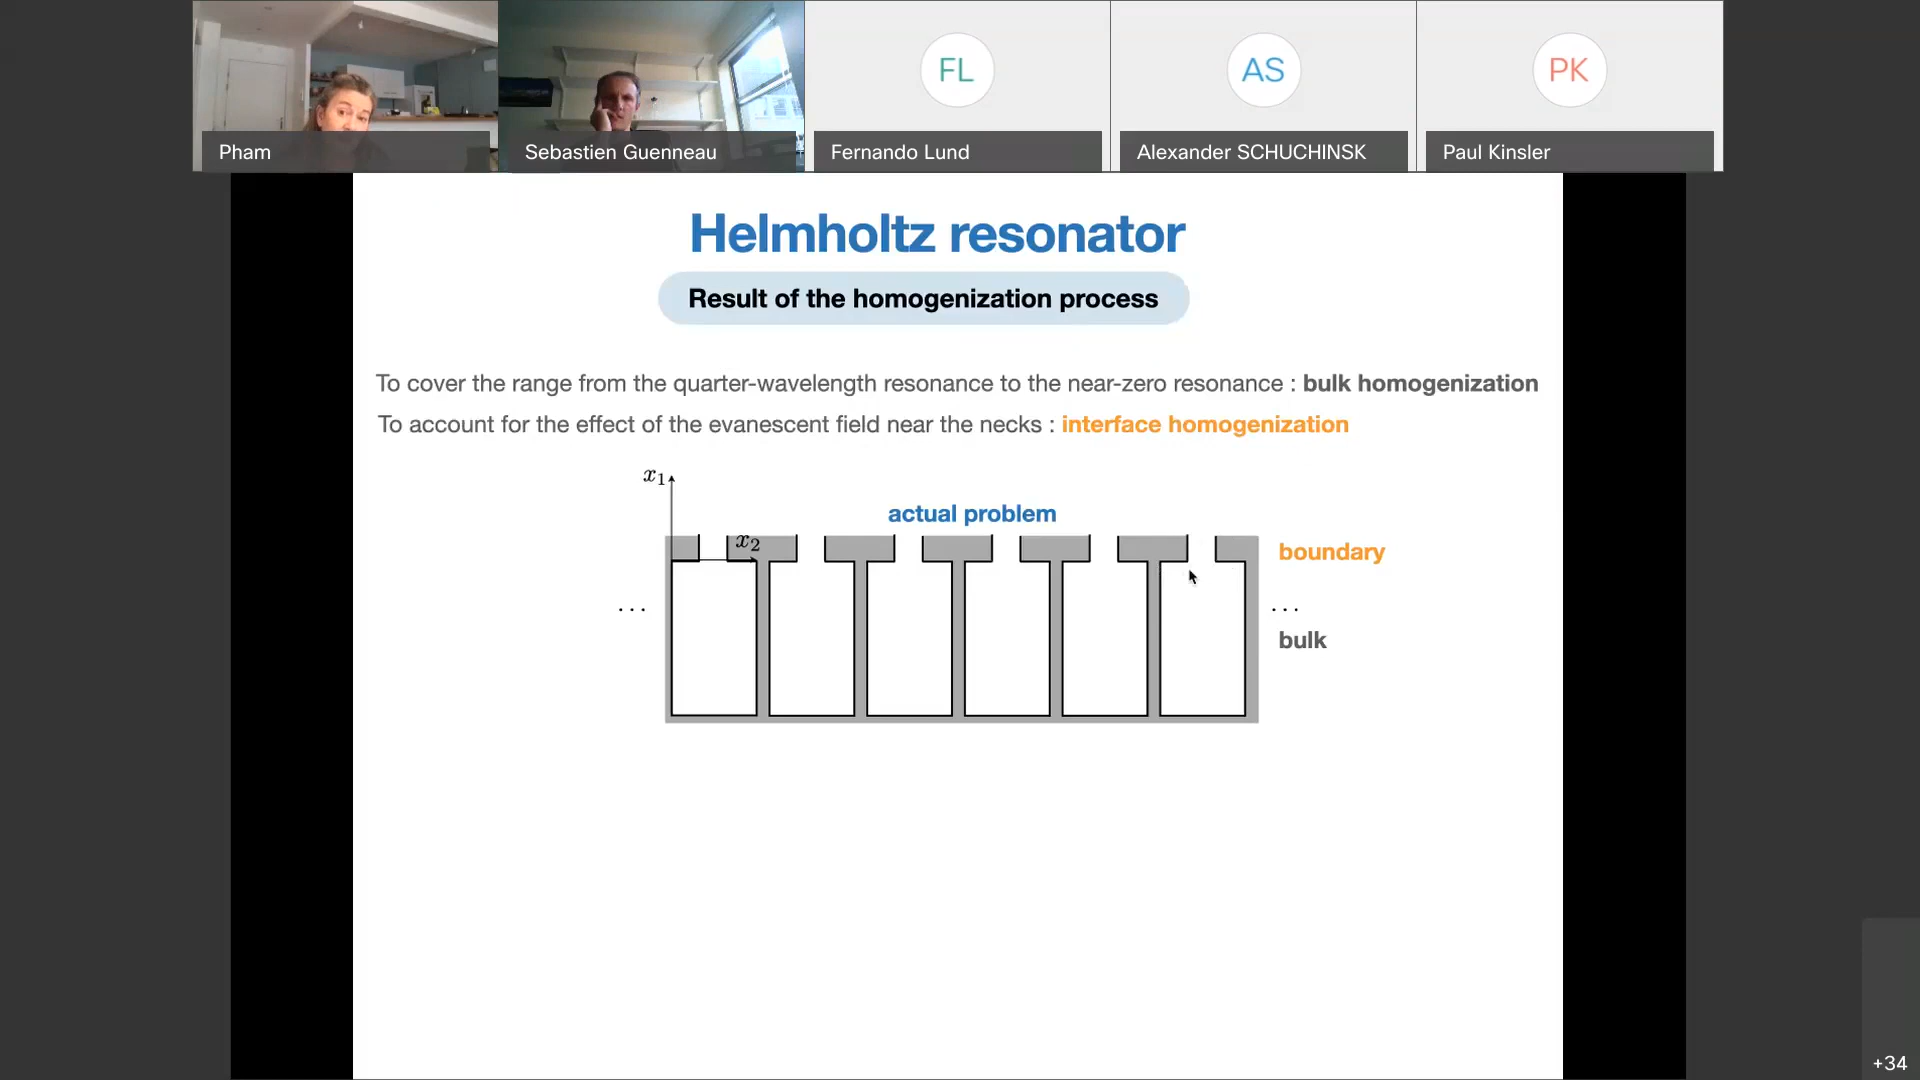 FL
AS
PK
Pham
Sebastien Guenneau
Fernando Lund
Alexander SCHUCHINSK
Paul Kinsler
Helmholtz resonator
Result of the homogenization process
To cover the range from the quarter-wavelength resonance to the near-zero resonance : bulk homogenization
To account for the effect of the evanescent field near the necks : interface homogenization
x1
actual problem
x2
boundary
... ...
bulk
+34